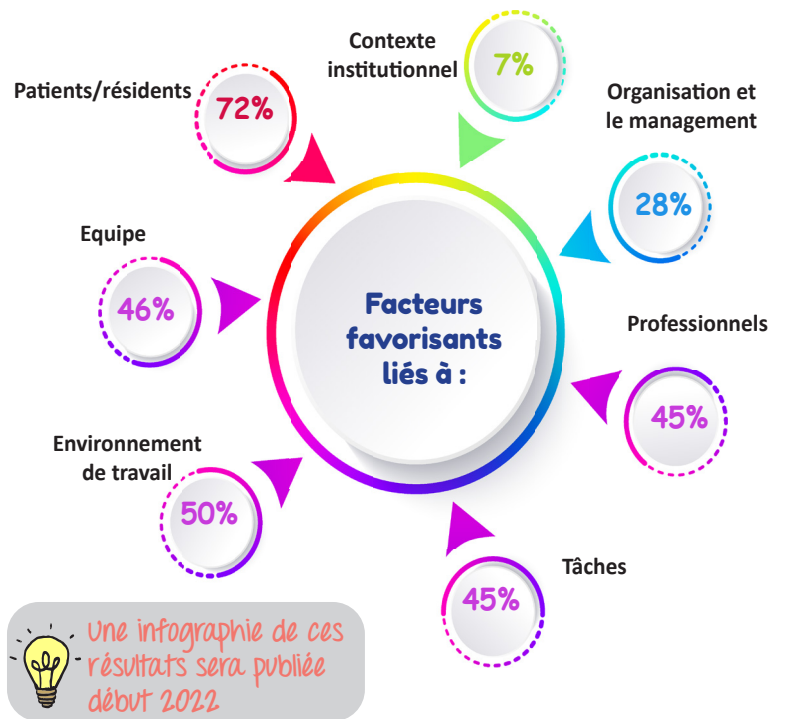 Contexte
institutionnel
7%
Patients/résidents
72%
Organisation et
le management
28%
Equipe
46%
Facteurs
favorisants
liés à :
Professionnels
45%
Environnement
de travail
50%
Tâches
45%
Une infographie de ces
résultats sera publiée
début 2022